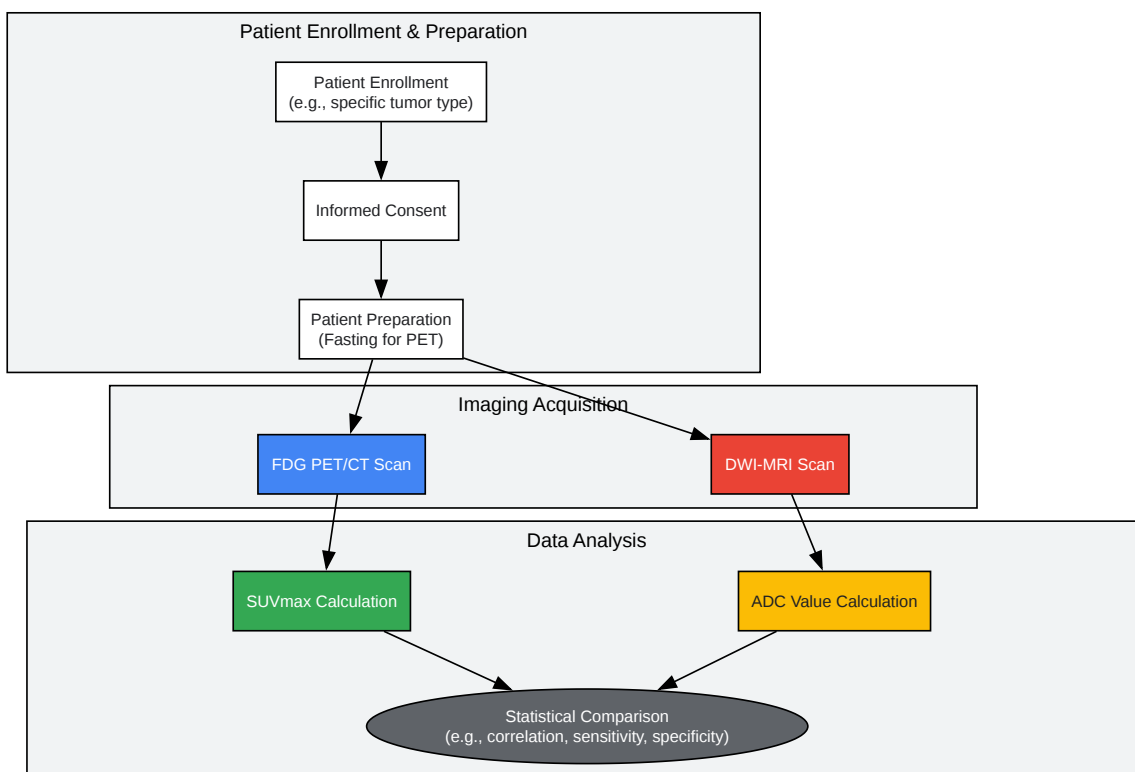 Patient Enrollment & Preparation
Patient Enrollment
(e.g., specific tumor type)
Informed Consent
Patient Preparation
(Fasting for PET)
Imaging Acquisition
FDG PET/CT Scan
DWI-MRI Scan
Data Analysis
SUVmax Calculation
ADC Value Calculation
Statistical Comparison
(e.g., correlation, sensitivity, specificity)